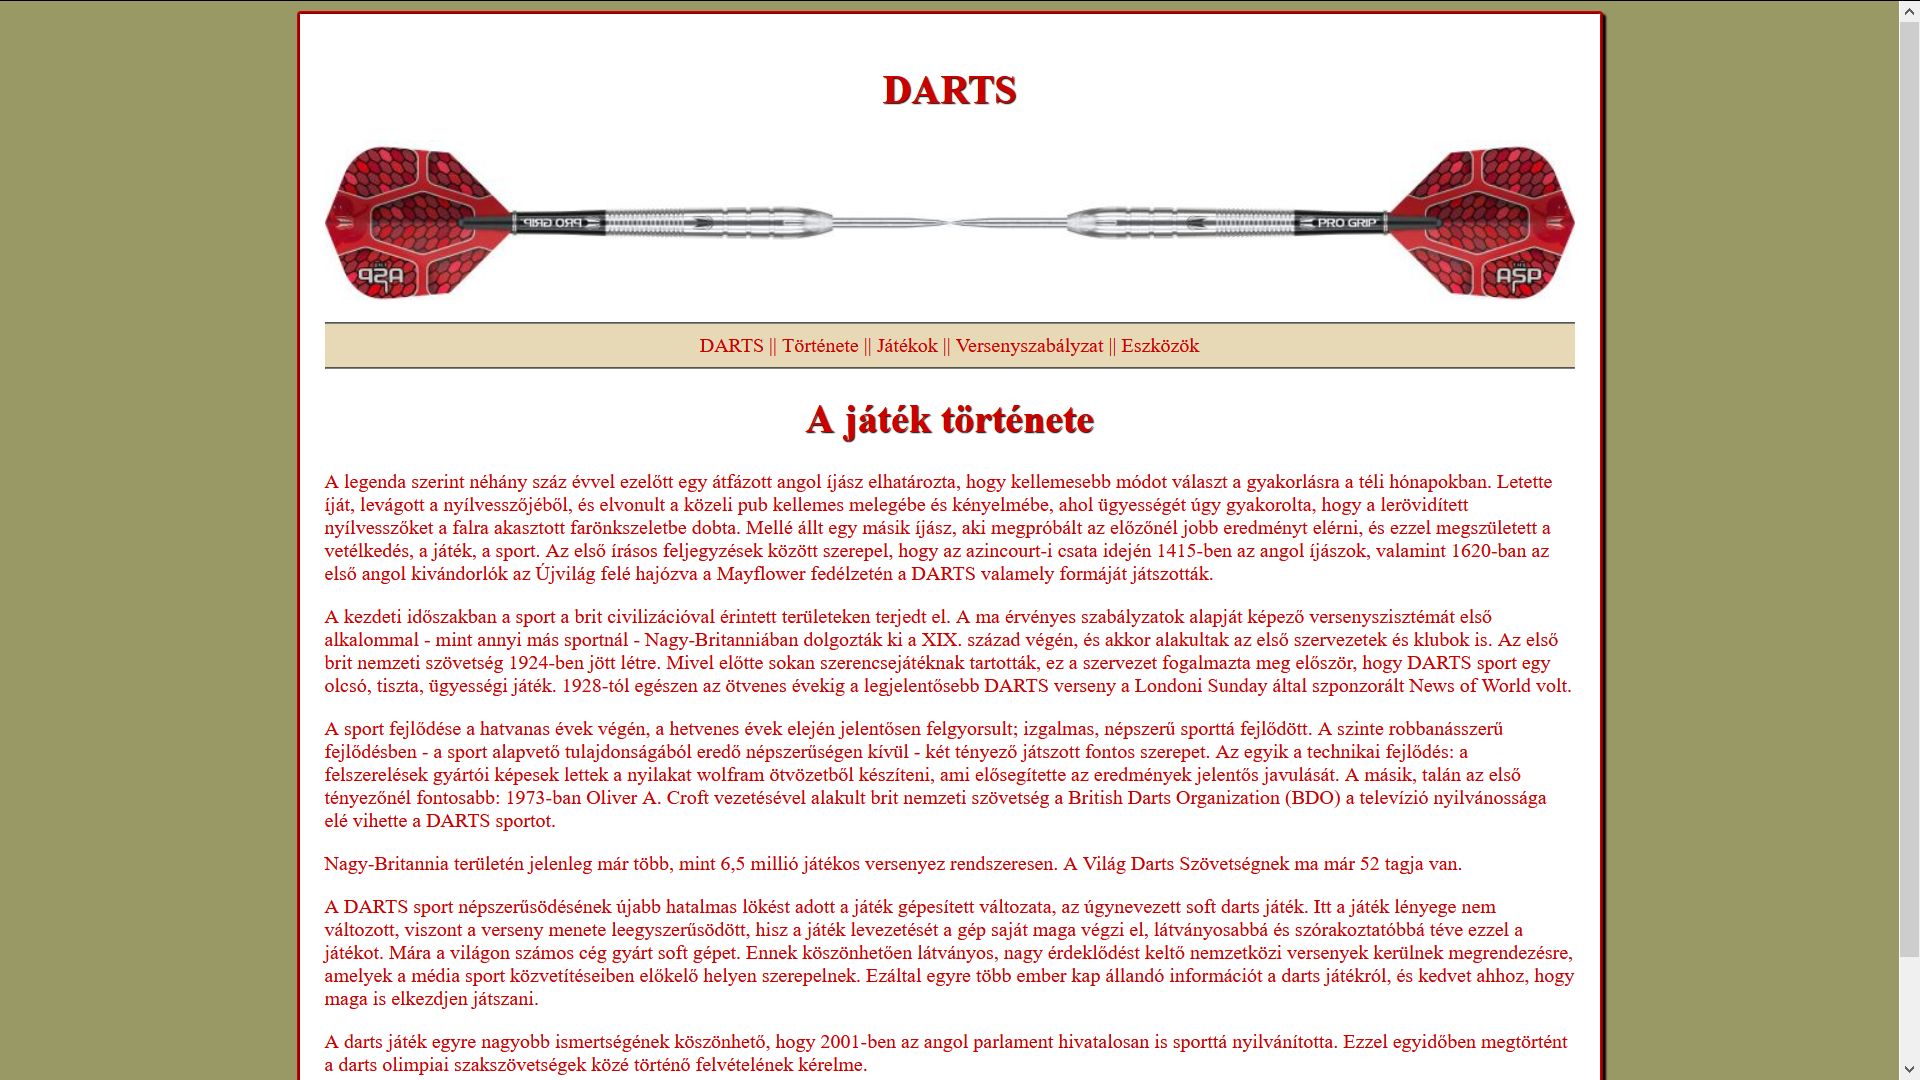 DARTS
PRO GRIP
PRO GRIP
ASP
THE
ASP
DARTS || Története || Játékok || Versenyszabályzat || Eszközök
A játék története
A legenda szerint néhány száz évvel ezelőtt egy átfázott angol íjász elhatározta, hogy kellemesebb módot választ a gyakorlásra a téli hónapokban. Letette
íját, levágott a nyílvesszőjéből, és elvonult a közeli pub kellemes melegébe és kényelmébe, ahol ügyességét úgy gyakorolta, hogy a lerövidített
nyílvesszőket a falra akasztott farönkszeletbe dobta. Mellé állt egy másik íjász, aki megpróbált az előzőnél jobb eredményt elérni, és ezzel megszületett a
vetélkedés, a játék, a sport. Az első írásos feljegyzések között szerepel, hogy az azincourt-i csata idején 1415-ben az angol íjászok, valamint 1620-ban az
első angol kivándorlók az Újvilág felé hajózva a Mayflower fedélzetén a DARTS valamely formáját játszották.
A kezdeti időszakban a sport a brit civilizációval érintett területeken terjedt el. A ma érvényes szabályzatok alapját képező versenyszisztémát első
alkalommal - mint annyi más sportnál - Nagy-Britanniában dolgozták ki a XIX. század végén, és akkor alakultak az első szervezetek és klubok is. Az első
brit nemzeti szövetség 1924-ben jött létre. Mivel előtte sokan szerencsejátéknak tartották, ez a szervezet fogalmazta meg először, hogy DARTS sport egy
olcsó, tiszta, ügyességi játék. 1928-tól egészen az ötvenes évekig a legjelentősebb DARTS verseny a Londoni Sunday által szponzorált News of World volt.
A sport fejlődése a hatvanas évek végén, a hetvenes évek elején jelentősen felgyorsult; izgalmas, népszerű sporttá fejlődött. A szinte robbanásszerű
fejlődésben - a sport alapvető tulajdonságából eredő népszerűségen kívül - két tényező játszott fontos szerepet. Az egyik a technikai fejlődés: a
felszerelések gyártói képesek lettek a nyilakat wolfram ötvözetből készíteni, ami elősegítette az eredmények jelentős javulását. A másik, talán az első
tényezőnél fontosabb: 1973-ban Oliver A. Croft vezetésével alakult brit nemzeti szövetség a British Darts Organization (BDO) a televízió nyilvánossága
elé vihette a DARTS sportot.
Nagy-Britannia területén jelenleg már több, mint 6,5 millió játékos versenyez rendszeresen. A Világ Darts Szövetségnek ma már 52 tagja van.
A DARTS sport népszerűsödésének újabb hatalmas lökést adott a játék gépesített változata, az úgynevezett soft darts játék. Itt a játék lényege nem
változott, viszont a verseny menete leegyszerűsödött, hisz a játék levezetését a gép saját maga végzi el, látványosabbá és szórakoztatóbbá téve ezzel a
játékot. Mára a világon számos cég gyárt soft gépet. Ennek köszönhetően látványos, nagy érdeklődést keltő nemzetközi versenyek kerülnek megrendezésre,
amelyek a média sport közvetítéseiben előkelő helyen szerepelnek. Ezáltal egyre több ember kap állandó információt a darts játékról, és kedvet ahhoz, hogy
maga is elkezdjen játszani.
A darts játék egyre nagyobb ismertségének köszönhető, hogy 2001-ben az angol parlament hivatalosan is sporttá nyilvánította. Ezzel egyidőben megtörtént
a darts olimpiai szakszövetségek közé történő felvételének kérelme.